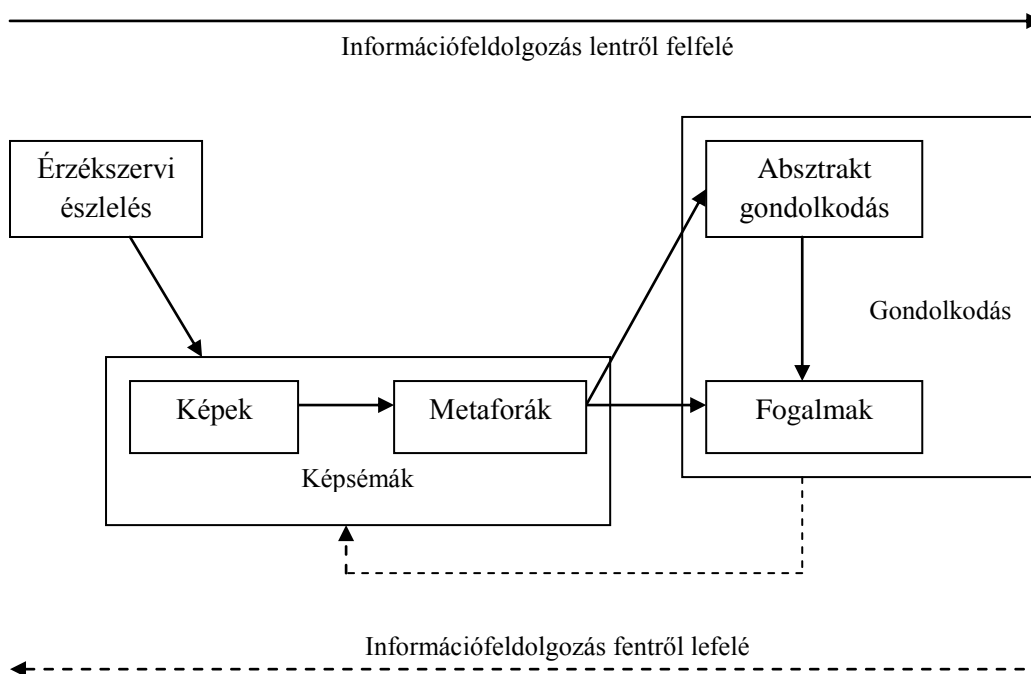 Információfeldolgozás lentről felfelé
Érzékszervi
észlelés
Absztrakt
gondolkodás
Gondolkodás
Képek
Metaforák
Fogalmak
Képsémák
Információfeldolgozás fentről lefelé